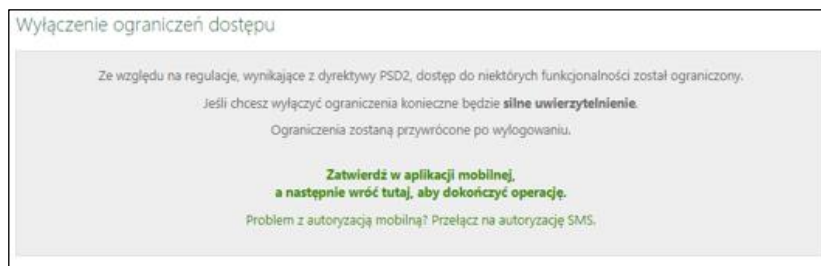 Wyłączenie ograniczeń dostępu
Ze względu na regulacje, wynikające z dyrektywy PSD2, dostęp do niektórych funkcjonalności został ograniczony.
Jeśli chcesz wyłączyć ograniczenia konieczne będzie silne uwierzytelnienie.
Ograniczenia zostaną przywrócone po wylogowaniu.
Zatwierdź w aplikacji mobilnej,
a następnie wróć tutaj, aby dokończyć operację.
Problem z autoryzacją mobilną? Przełącz na autoryzację SMS.